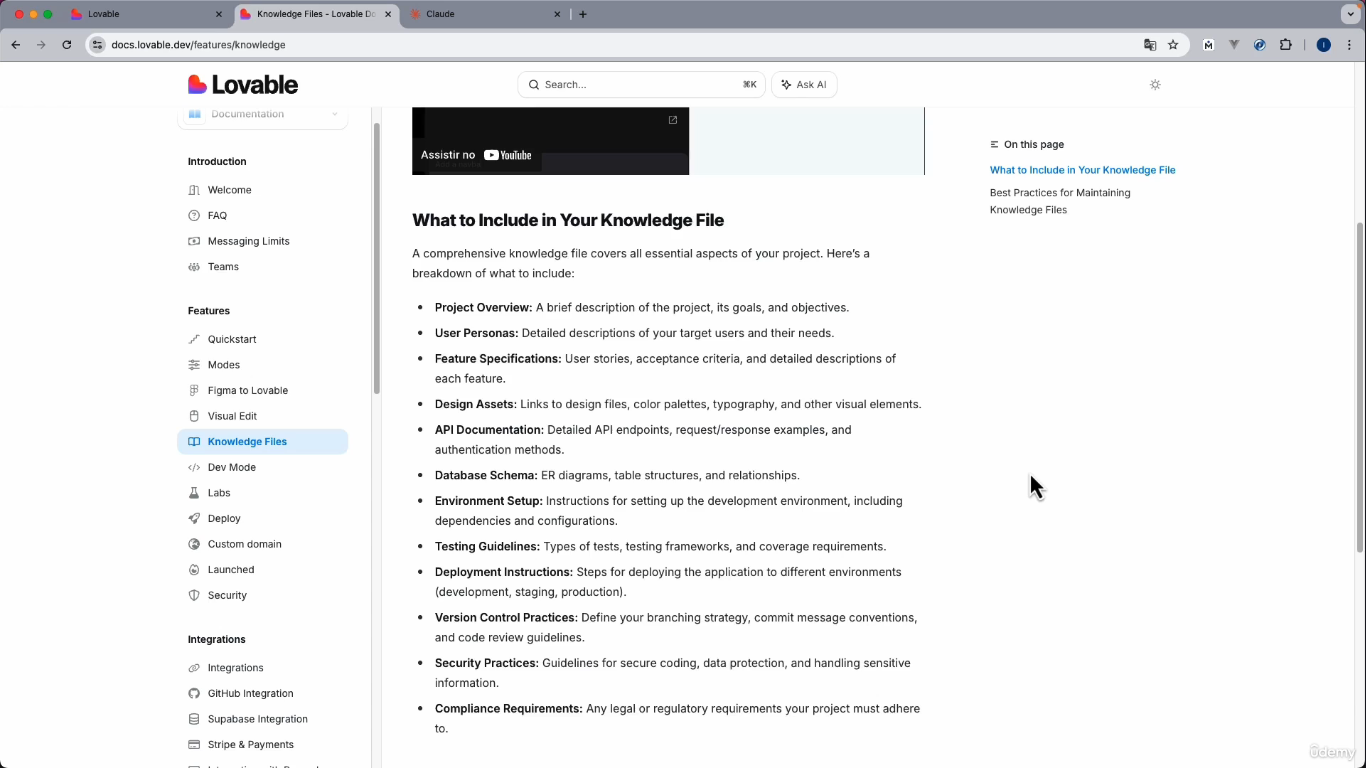 Lovable
Knowledge Files - Lovable Do
Claude
docs.lovable.dev/features/knowledge
Lovable
Search...
⌘K
Ask AI
Documentation
Introduction
Welcome
FAQ
Messaging Limits
Teams
Features
Quickstart
Modes
Figma to Lovable
Visual Edit
Knowledge Files
Dev Mode
Labs
Deploy
Custom domain
Launched
Security
Integrations
Integrations
GitHub Integration
Supabase Integration
Stripe & Payments
Assistir no YouTube
What to Include in Your Knowledge File
A comprehensive knowledge file covers all essential aspects of your project. Here's a
breakdown of what to include:
• Project Overview: A brief description of the project, its goals, and objectives.
• User Personas: Detailed descriptions of your target users and their needs.
• Feature Specifications: User stories, acceptance criteria, and detailed descriptions of
each feature.
• Design Assets: Links to design files, color palettes, typography, and other visual elements.
• API Documentation: Detailed API endpoints, request/response examples, and
authentication methods.
• Database Schema: ER diagrams, table structures, and relationships.
• Environment Setup: Instructions for setting up the development environment, including
dependencies and configurations.
• Testing Guidelines: Types of tests, testing frameworks, and coverage requirements.
• Deployment Instructions: Steps for deploying the application to different environments
(development, staging, production).
• Version Control Practices: Define your branching strategy, commit message conventions,
and code review guidelines.
• Security Practices: Guidelines for secure coding, data protection, and handling sensitive
information.
• Compliance Requirements: Any legal or regulatory requirements your project must adhere
to.
On this page
What to Include in Your Knowledge File
Best Practices for Maintaining
Knowledge Files
ûdemy